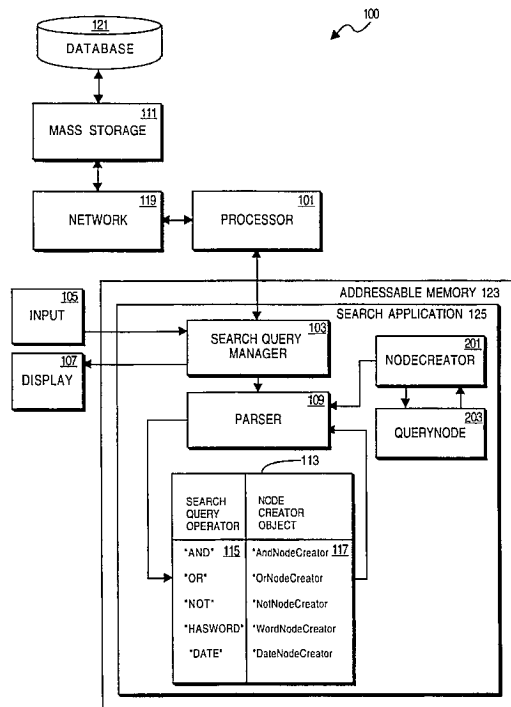 100
121
DATABASE
111
MASS STORAGE
119
NETWORK
101
PROCESSOR
ADDRESSABLE MEMORY 123
SEARCH APPLICATION 125
105
INPUT
107
DISPLAY
103
SEARCH QUERY
MANAGER
201
NODECREATOR
109
PARSER
203
QUERYNODE
113
SEARCH
QUERY
OPERATOR
NODE
CREATOR
OBJECT
"AND" 115 "AndNodeCreator 117
"OR" "OrNodeCreator
"NOT" "NotNodeCreator
"HASWORD" "WordNodeCreator
"DATE" "DateNodeCreator